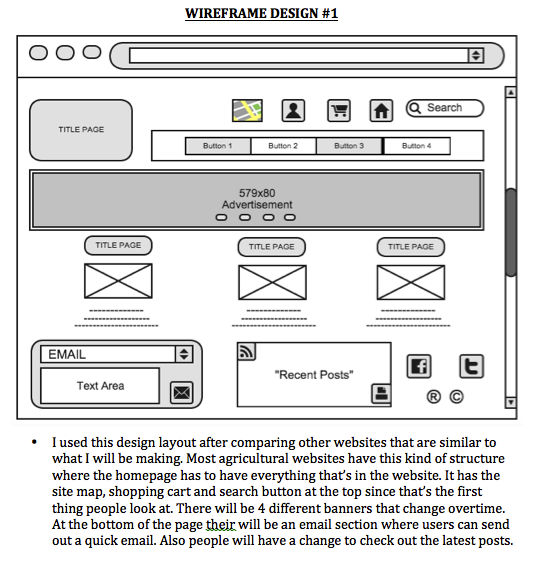 WIREFRAME DESIGN #1
Search
TITLE PAGE
Button 1 Button 2 Button 3 Button 4
579x80
Advertisement
TITLE PAGE TITLE PAGE TITLE PAGE
EMAIL
Text Area
"Recent Posts"
f t
® ©
• I used this design layout after comparing other websites that are similar to
what I will be making. Most agricultural websites have this kind of structure
where the homepage has to have everything that's in the website. It has the
site map, shopping cart and search button at the top since that's the first
thing people look at. There will be 4 different banners that change overtime.
At the bottom of the page their will be an email section where users can send
out a quick email. Also people will have a change to check out the latest posts.